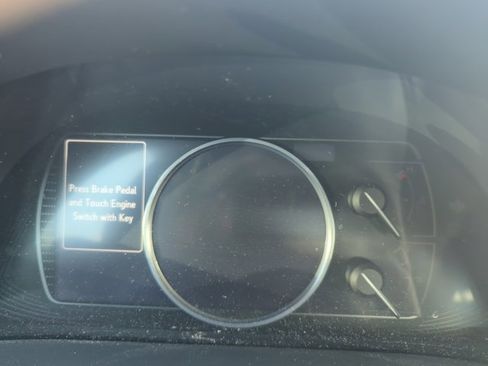 Press Brake Pedal
and Touch Engine
Switch with Key